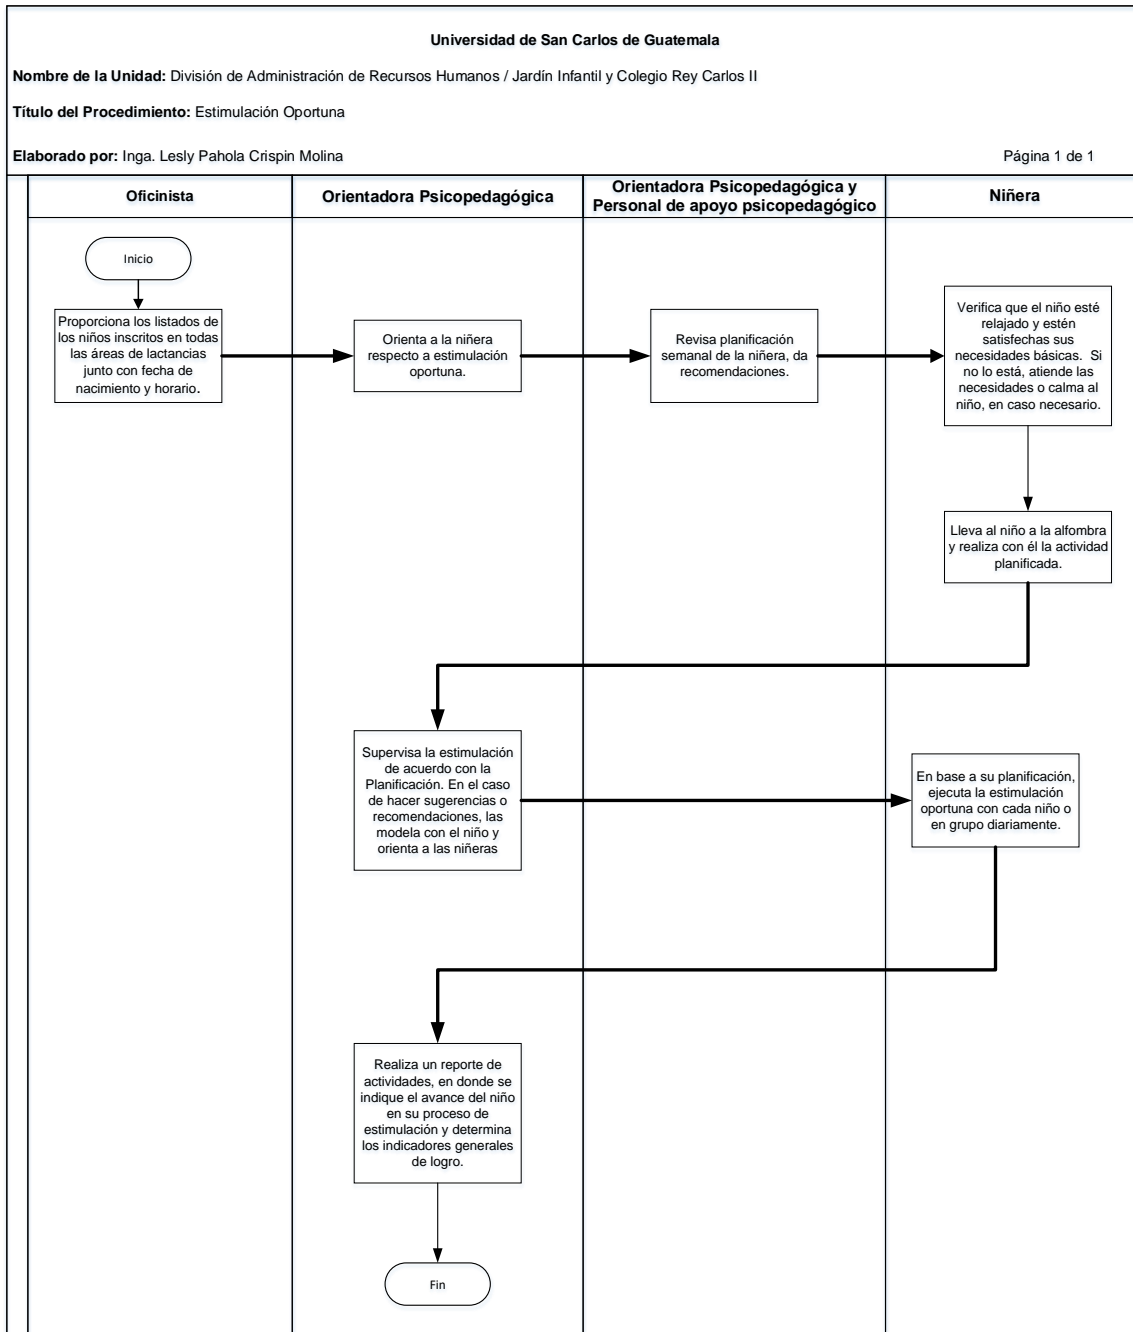 Universidad de San Carlos de Guatemala
Nombre de la Unidad: División de Administración de Recursos Humanos / Jardín Infantil y Colegio Rey Carlos II
Título del Procedimiento: Estimulación Oportuna
Elaborado por: Inga. Lesly Pahola Crispin Molina
Página 1 de 1
Oficinista
Orientadora Psicopedagógica
Orientadora Psicopedagógica y
Personal de apoyo psicopedagógico
Niñera
Inicio
Proporciona los listados de
los niños inscritos en todas
las áreas de lactancias
junto con fecha de
nacimiento y horario.
Orienta a la niñera
respecto a estimulación
oportuna.
Revisa planificación
semanal de la niñera, da
recomendaciones.
Verifica que el niño esté
relajado y estén
satisfechas sus
necesidades básicas.  Si
no lo está, atiende las
necesidades o calma al
niño, en caso necesario.
Lleva al niño a la alfombra
y realiza con él la actividad
planificada.
Supervisa la estimulación
de acuerdo con la
Planificación. En el caso
de hacer sugerencias o
recomendaciones, las
modela con el niño y
orienta a las niñeras
En base a su planificación,
ejecuta la estimulación
oportuna con cada niño o
en grupo diariamente.
Realiza un reporte de
actividades, en donde se
indique el avance del niño
en su proceso de
estimulación y determina
los indicadores generales
de logro.
Fin